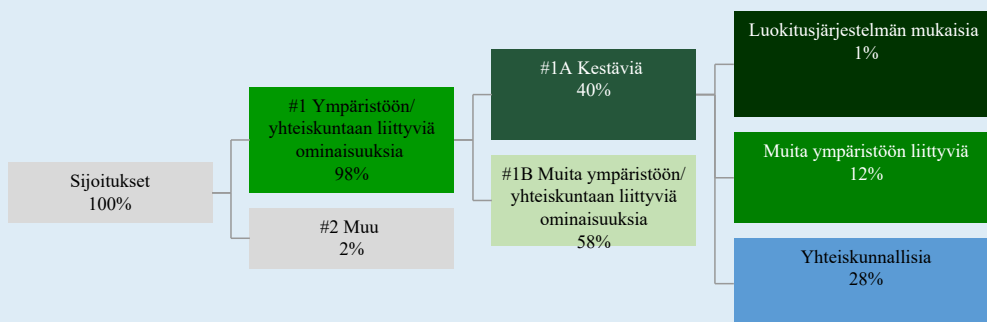 Sijoitukset
100%
#1 Ympäristöön/
yhteiskuntaan liittyviä
ominaisuuksia
98%
#2 Muu
2%
#1A Kestäviä
40%
#1B Muita ympäristöön/
yhteiskuntaan liittyviä
ominaisuuksia
58%
Luokitusjärjestelmän mukaisia
1%
Muita ympäristöön liittyviä
12%
Yhteiskunnallisia
28%